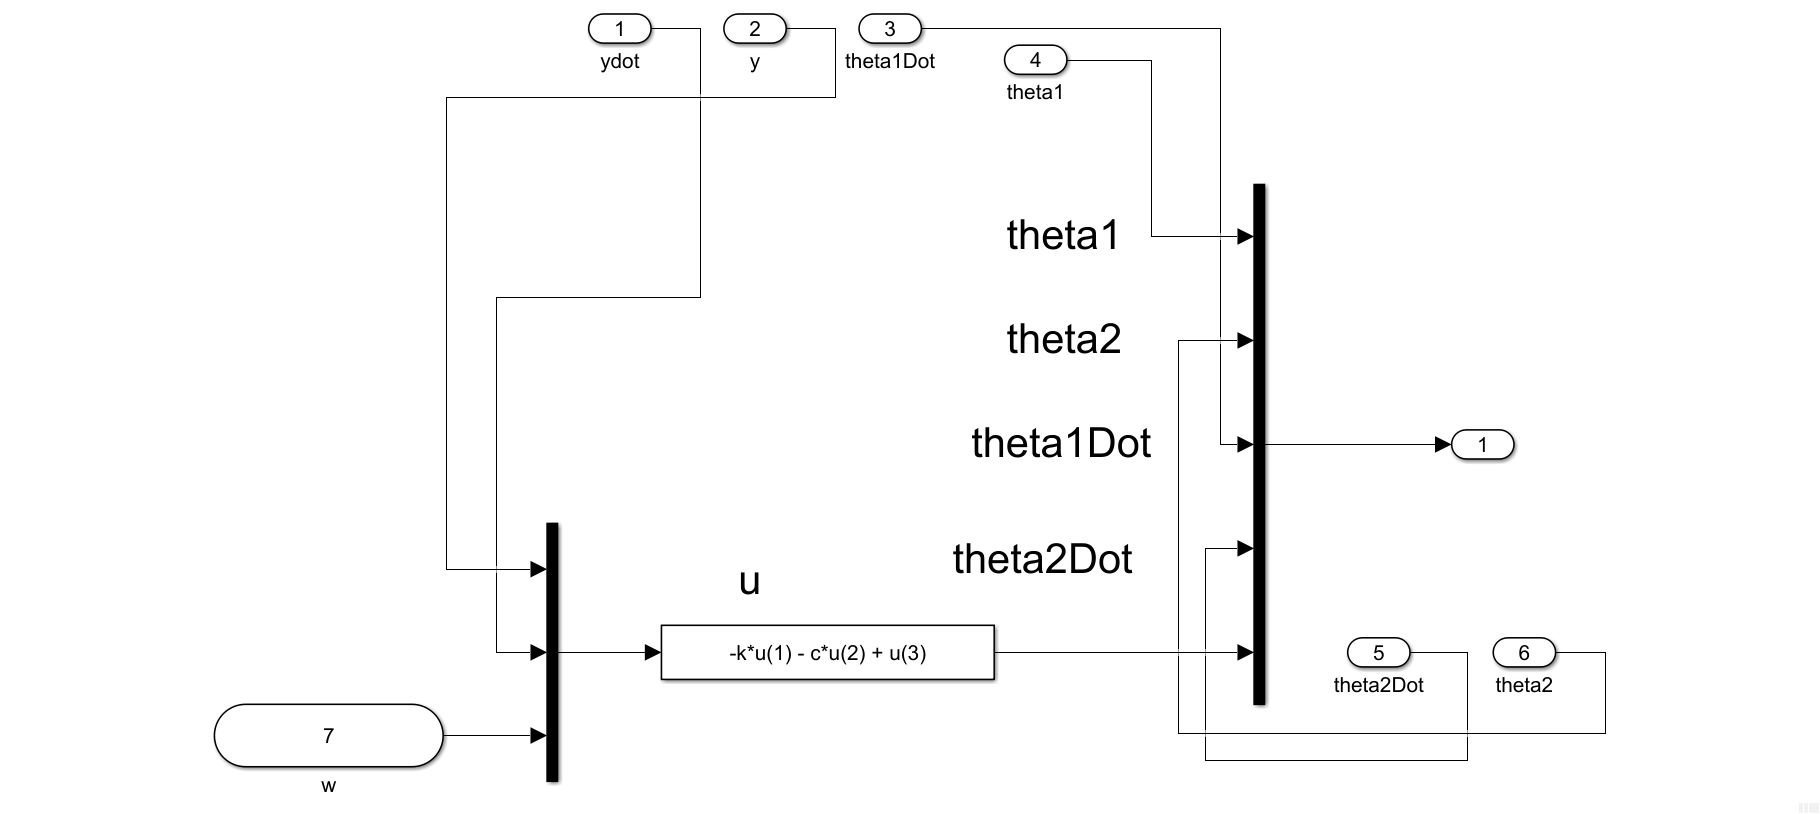 1
ydot
2
y
3
theta1Dot
4
theta1
theta1
theta2
theta1Dot
1
theta2Dot
u
-k*u(1) - c*u(2) + u(3)
5
theta2Dot
6
theta2
7
w